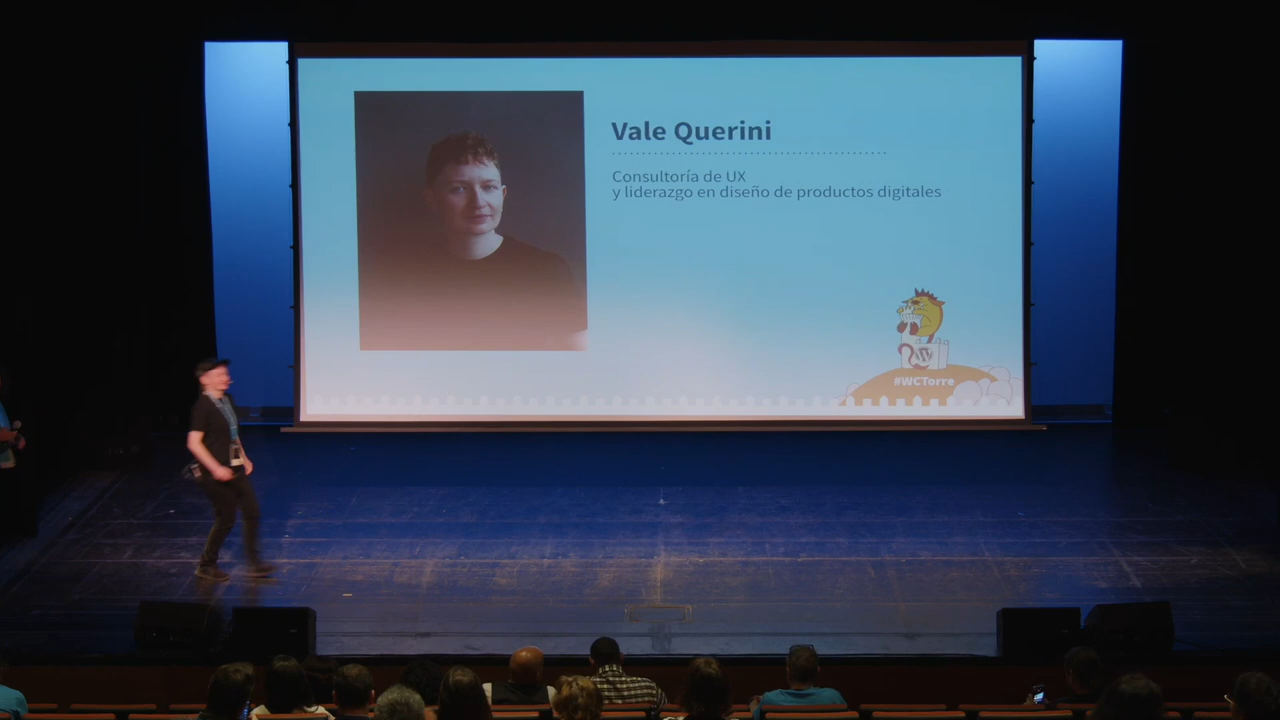 Vale Querini
Consultoría de UX
y liderazgo en diseño de productos digitales
#WCTorre